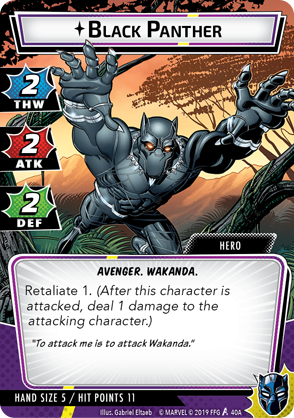 BLACK PANTHER
2
THW
2
ATK
2
DEF
HERO
AVENGER. WAKANDA.
Retaliate 1. (After this character is
attacked, deal 1 damage to the
attacking character.)
"To attack me is to attack Wakanda."
HAND SIZE 5 / HIT POINTS 11
Illus. Gabriel Eltaeb © MARVEL © 2019 FFG 40A